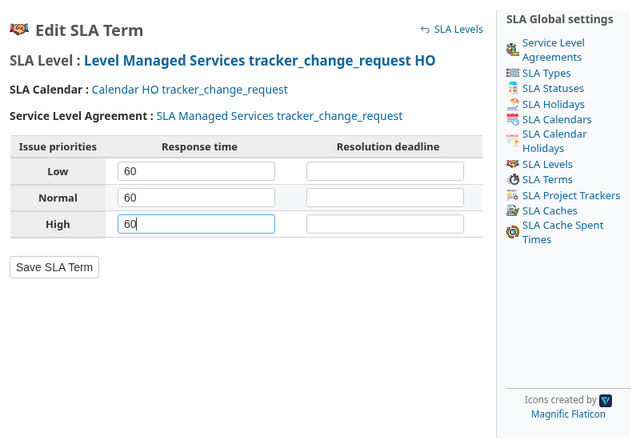 Edit SLA Term
SLA Levels
SLA Level : Level Managed Services tracker_change_request HO
SLA Calendar : Calendar HO tracker_change_request
Service Level Agreement : SLA Managed Services tracker_change_request
Issue priorities Response time Resolution deadline
Low 60
Normal 60
High 60
Save SLA Term
SLA Global settings
Service Level
Agreements
SLA Types
SLA Statuses
SLA Holidays
SLA Calendars
SLA Calendar
Holidays
SLA Levels
SLA Terms
SLA Project Trackers
SLA Caches
SLA Cache Spent
Times
Icons created by
Magnific Flaticon